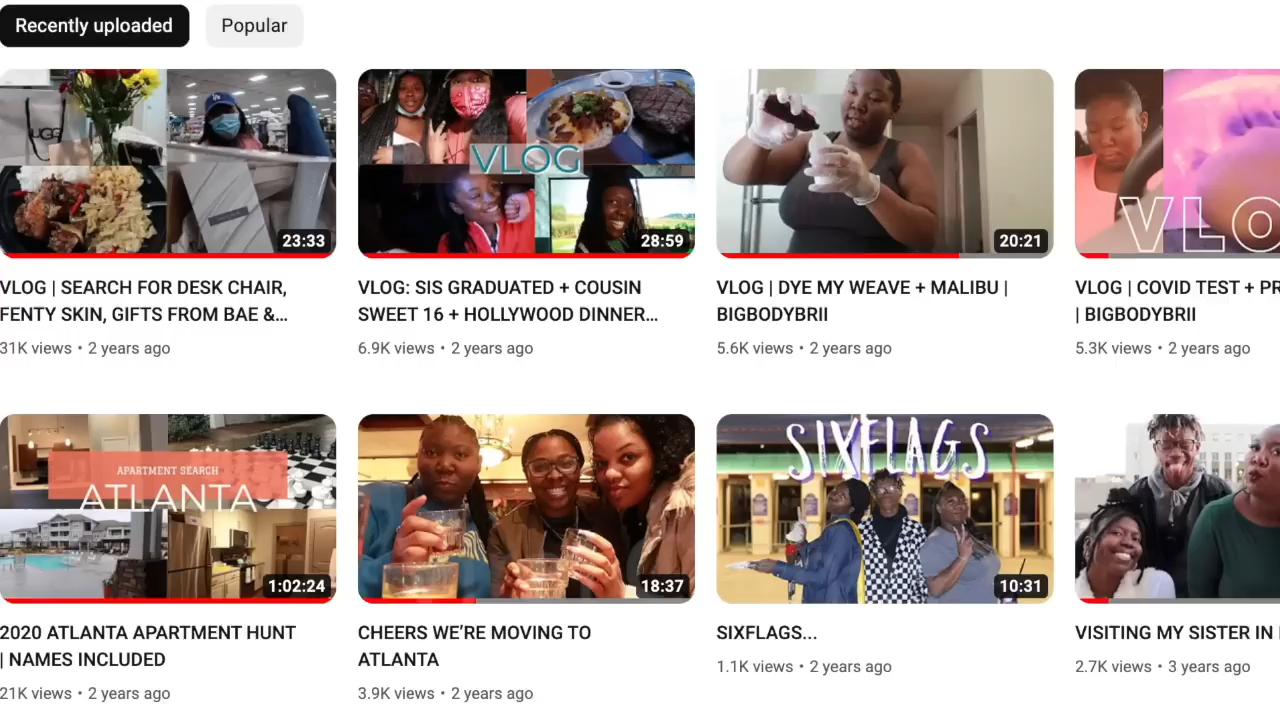 Recently uploaded
Popular
UGG
23:33
VLOG
28:59
20:21
VLO
VLOG | SEARCH FOR DESK CHAIR,
FENTY SKIN, GIFTS FROM BAE &...
31K views • 2 years ago
VLOG: SIS GRADUATED + COUSIN
SWEET 16 + HOLLYWOOD DINNER...
6.9K views • 2 years ago
VLOG | DYE MY WEAVE + MALIBU |
BIGBODYBRII
5.6K views • 2 years ago
VLOG | COVID TEST + PR
| BIGBODYBRII
5.3K views • 2 years ago
APARTMENT SEARCH
ATLANTA
1:02:24
18:37
SIXFLAGS
10:31
2020 ATLANTA APARTMENT HUNT
| NAMES INCLUDED
21K views • 2 years ago
CHEERS WE’RE MOVING TO
ATLANTA
3.9K views • 2 years ago
SIXFLAGS...
1.1K views • 2 years ago
VISITING MY SISTER IN
2.7K views • 3 years ago